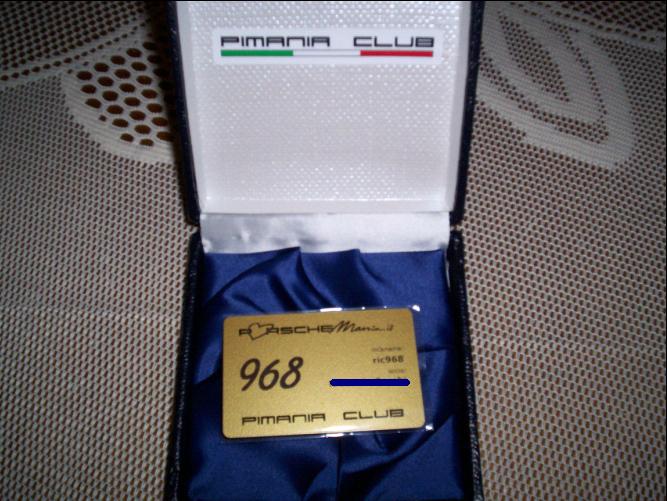 PIMANIA CLUB
PORSCHEMania.it
nickname
ric968
968
PIMANIA CLUB